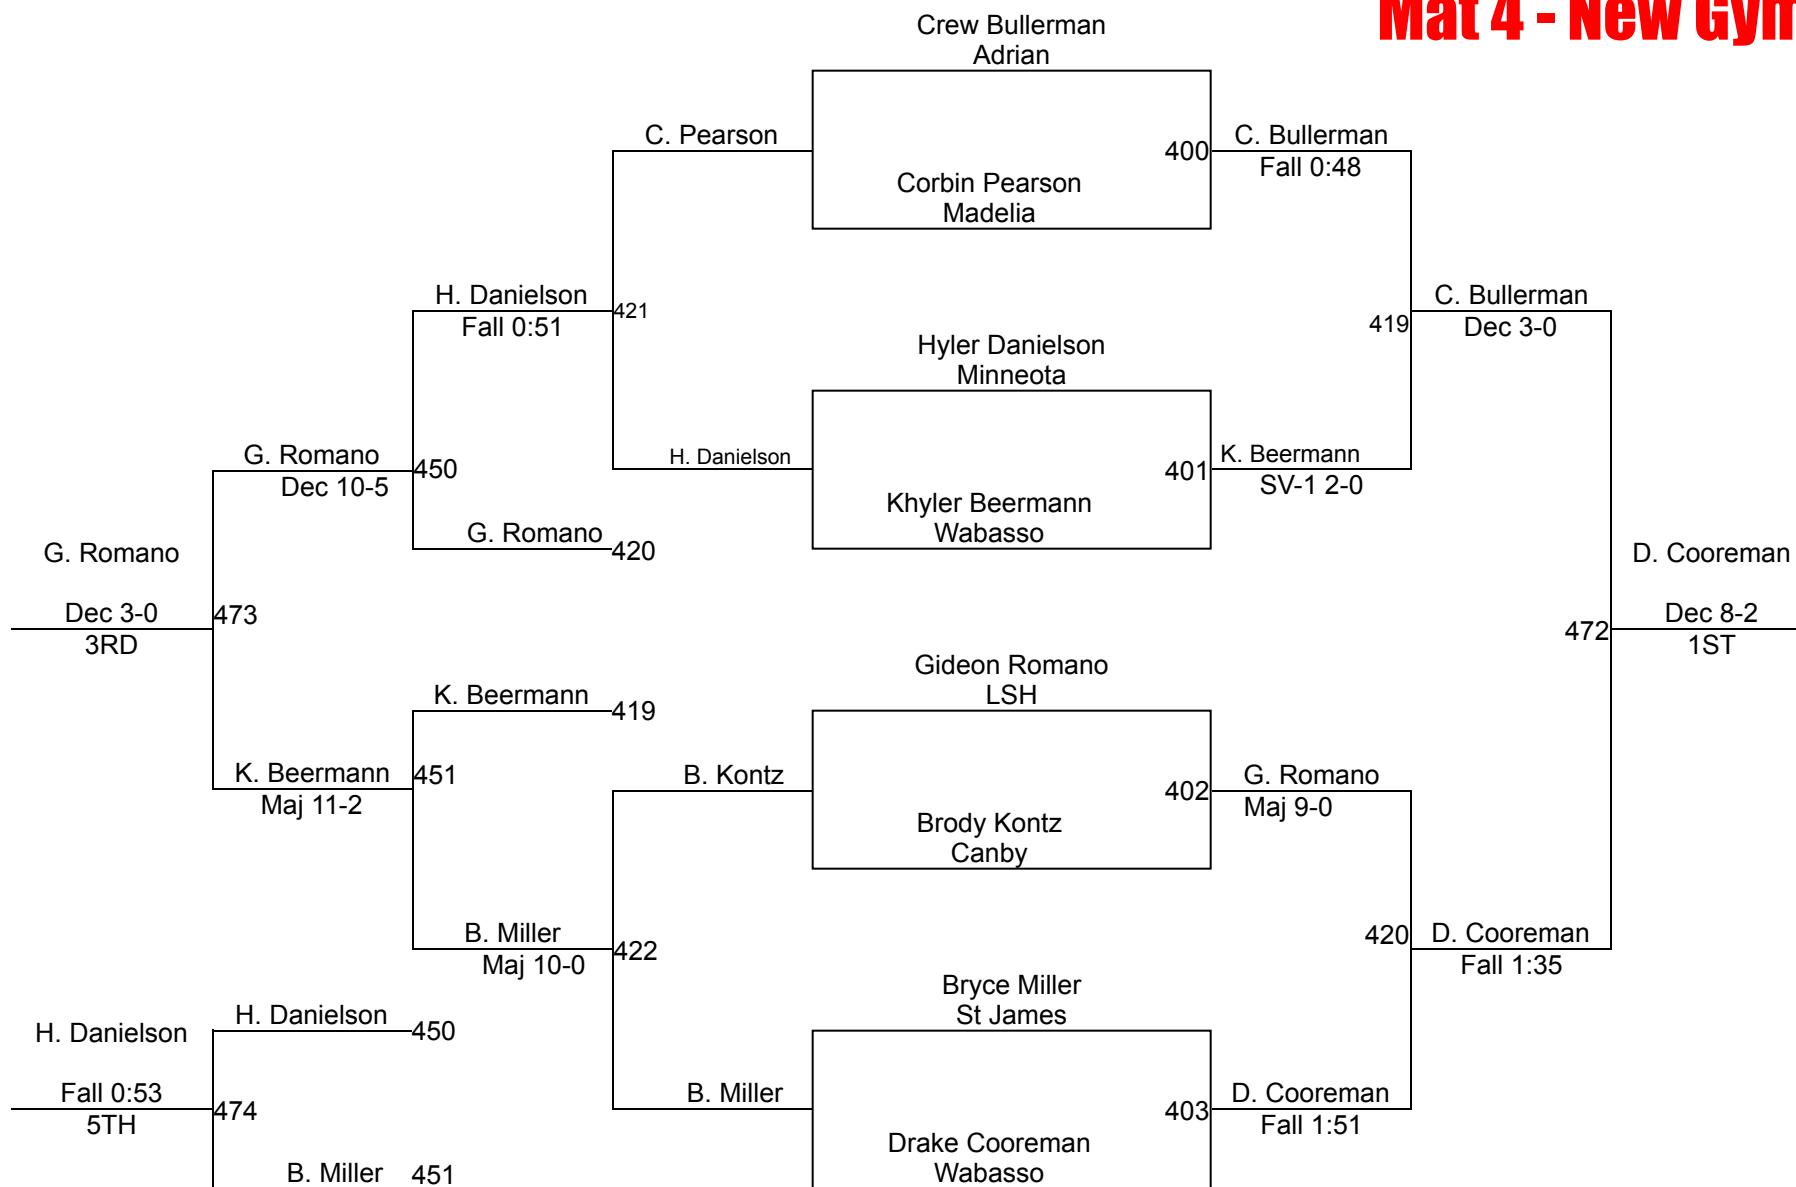 Mat 4 - New Gym
Crew Bullerman
Adrian
C. Pearson
400
C. Bullerman
Fall 0:48
Corbin Pearson
Madelia
H. Danielson
Fall 0:51
421
419
C. Bullerman
Dec 3-0
Hyler Danielson
Minneota
G. Romano
Dec 10-5
450
H. Danielson
401
K. Beermann
SV-1 2-0
Khyler Beermann
Wabasso
G. Romano
420
G. Romano
Dec 3-0
3RD
473
D. Cooreman
472
Dec 8-2
1ST
Gideon Romano
LSH
K. Beermann
419
K. Beermann
Maj 11-2
451
B. Kontz
402
G. Romano
Maj 9-0
Brody Kontz
Canby
B. Miller
Maj 10-0
422
420
D. Cooreman
Fall 1:35
Bryce Miller
St James
H. Danielson
450
H. Danielson
Fall 0:53
5TH
474
B. Miller
403
D. Cooreman
Fall 1:51
Drake Cooreman
Wabasso
B. Miller
451